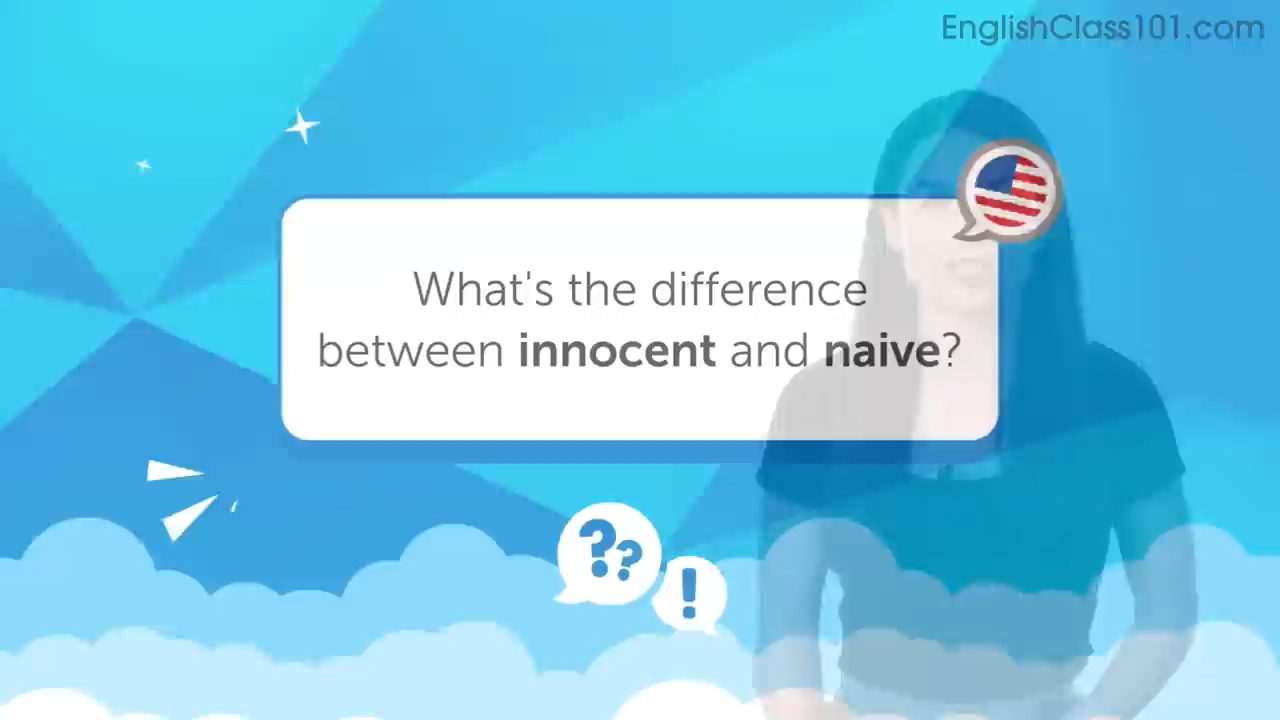 EnglishClass101.com
What's the difference
between innocent and naive?
??
!